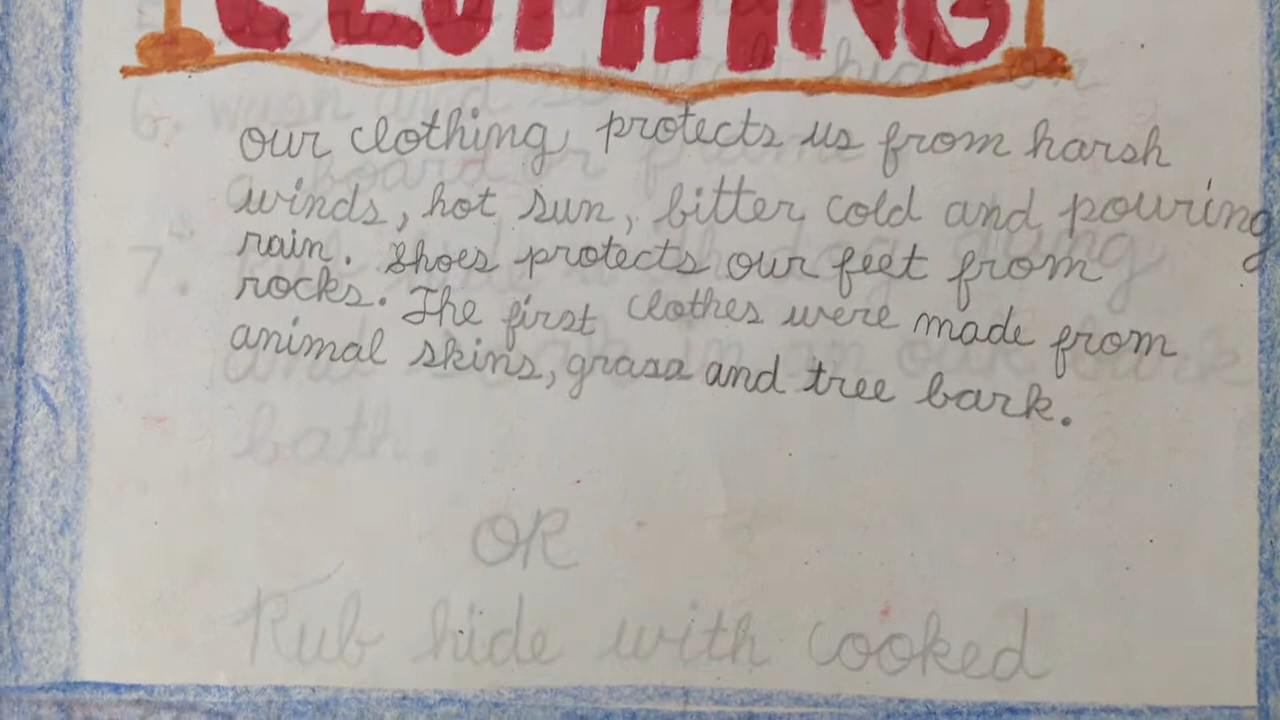 CLOTHING
our clothing protects us from harsh
winds, hot sun, bitter cold and pouring
rain. Shoes protects our feet from
rocks. The first clothes were made from
animal skins, grass and tree bark.
bath.
OR
Rub hide with cooked